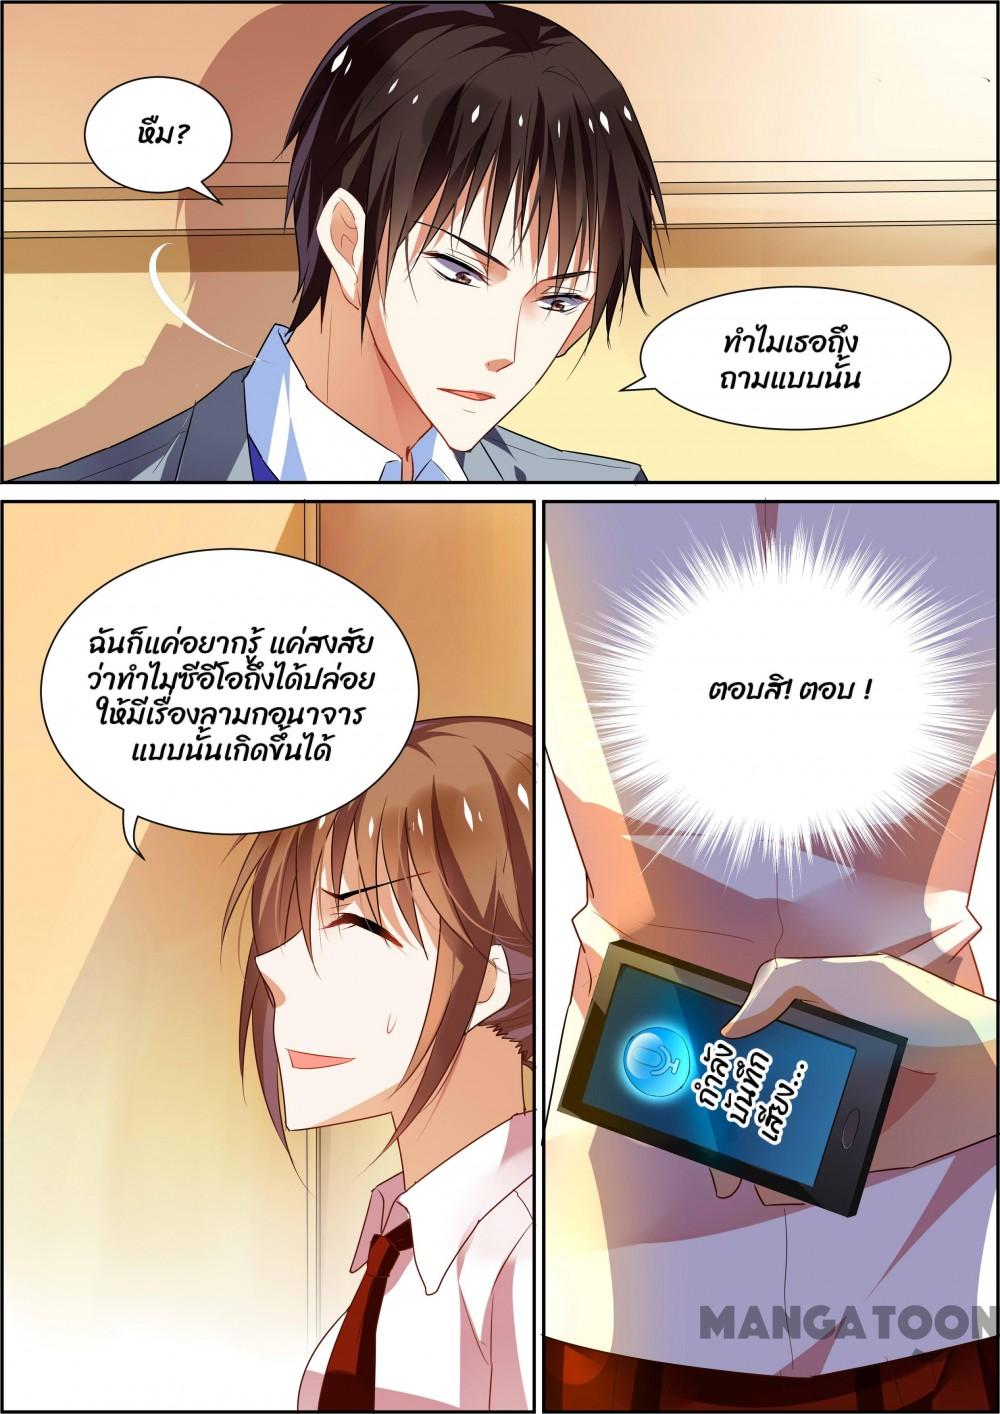 หืม?
ทำไมเธอถึง
ถามแบบนั้น
ฉันก็แค่อยากรู้ แค่สงสัย
ว่าทำไมซีอีโอถึงได้ปล่อย
ให้มีเรื่องลามกอนาจาร
แบบนั้นเกิดขึ้นได้
ตอบสิ! ตอบ !
กำลัง
บันทึก
เสียง...
MANGATOON